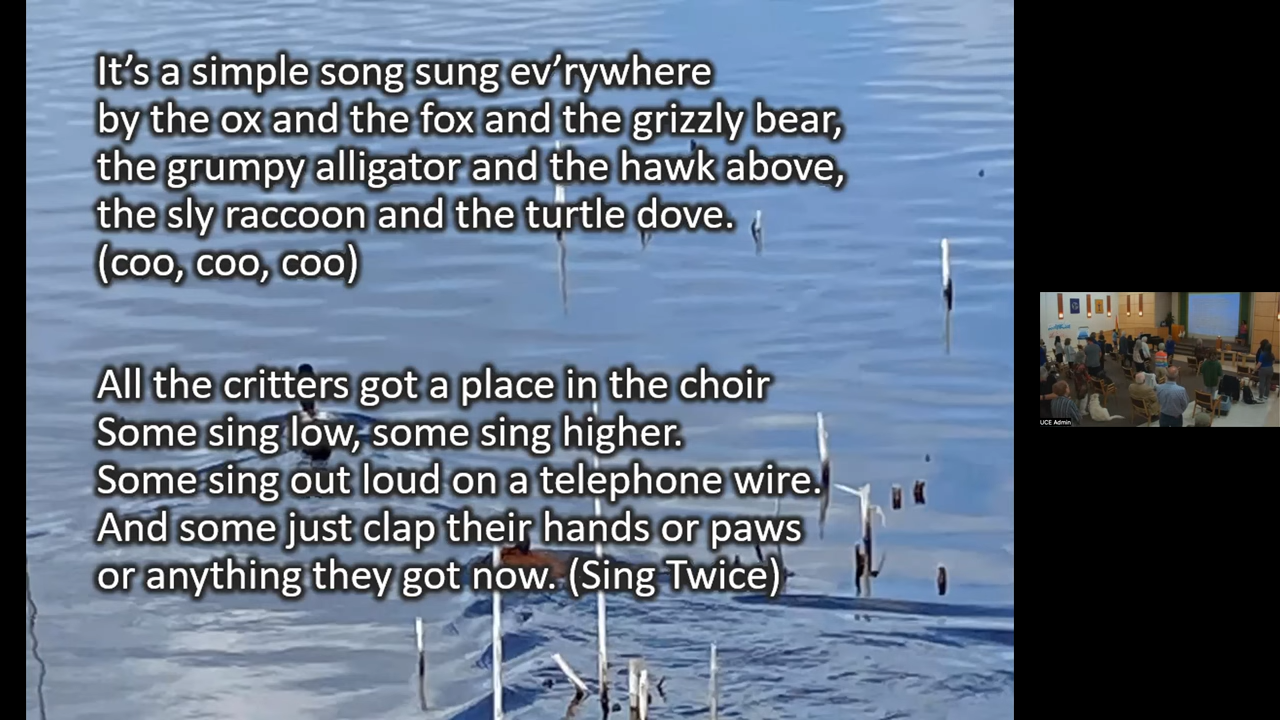 It’s a simple song sung ev’rywhere
by the ox and the fox and the grizzly bear,
the grumpy alligator and the hawk above,
the sly raccoon and the turtle dove.
(coo, coo, coo)
All the critters got a place in the choir
Some sing low, some sing higher.
Some sing out loud on a telephone wire.
And some just clap their hands or paws
or anything they got now. (Sing Twice)
UCE Admin